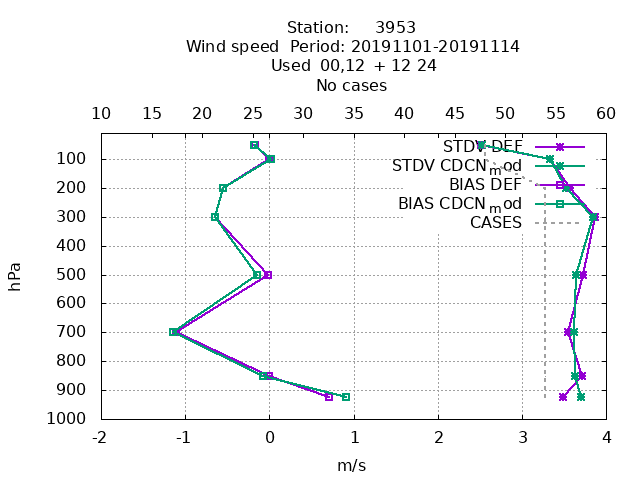 Station: 3953
Wind speed Period: 20191101-20191114
Used 00,12 + 12 24
No cases
10 15 20 25 30 35 40 45 50 55 60
STDV DEF
STDV CDCN_mod
BIAS DEF
BIAS CDCN_mod
CASES
hPa
100
200
300
400
500
600
700
800
900
1000
-2 -1 0 1 2 3 4
m/s